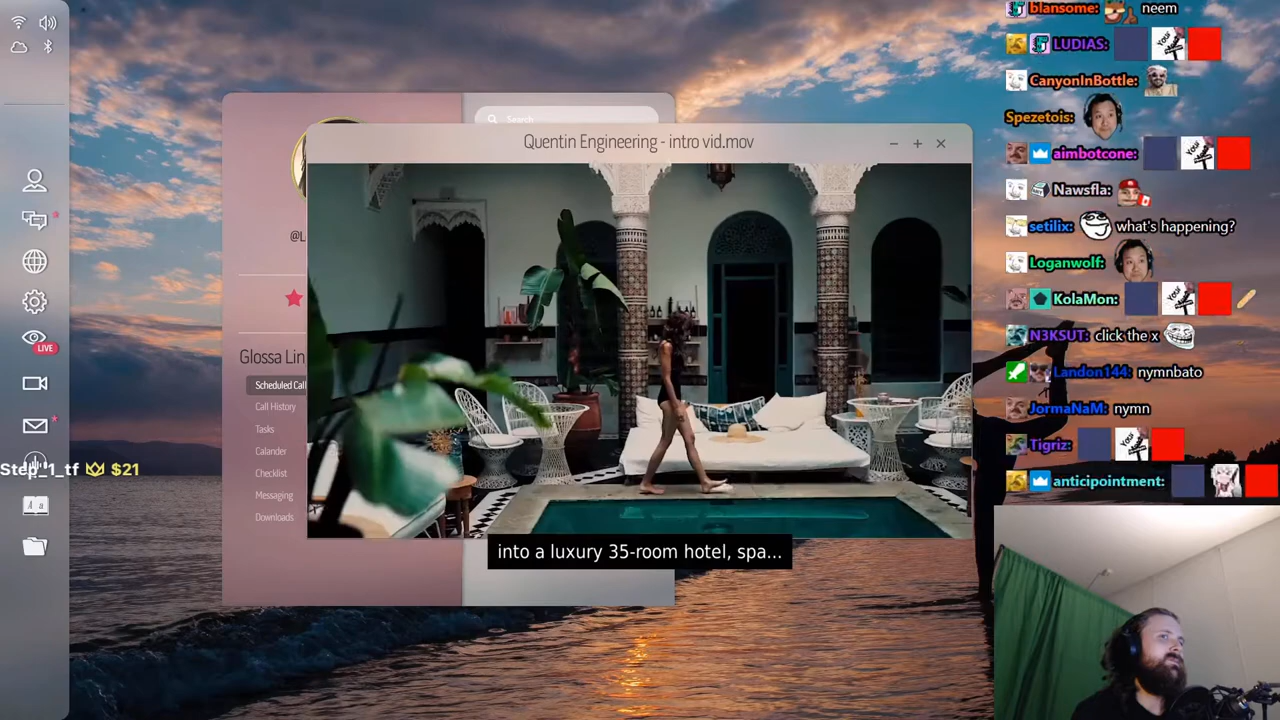 Search
Quentin Engineering - intro vid.mov
@L
LIVE
Glossa Lin
Scheduled Call
Call History
Tasks
Calander
Checklist
Messaging
Downloads
Step_1_tf $21
into a luxury 35-room hotel, spa...
blansome: neem
LUDIAS:
CanyonInBottle:
Spezetois:
aimbotcone:
Nawsfla:
setilix: what's happening?
Loganwolf:
KolaMon:
N3KSUT: click the x
Landon144: nymnbato
JormaNaM: nymn
Tigriz:
anticipointment: